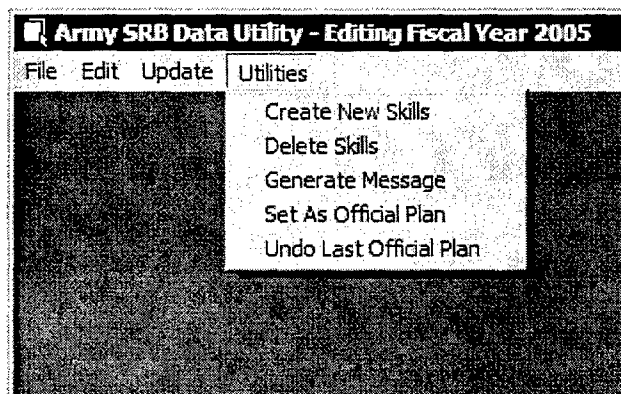 Army SRB Data Utility - Editing Fiscal Year 2005
File Edit Update Utilities
Create New Skills
Delete Skills
Generate Message
Set As Official Plan
Undo Last Official Plan